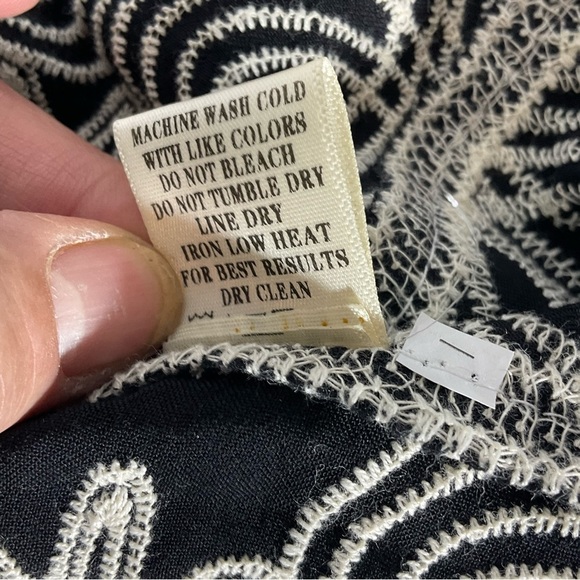 MACHINE WASH COLD
WITH LIKE COLORS
DO NOT BLEACH
DO NOT TUMBLE DRY
LINE DRY
IRON LOW HEAT
FOR BEST RESULTS
DRY CLEAN